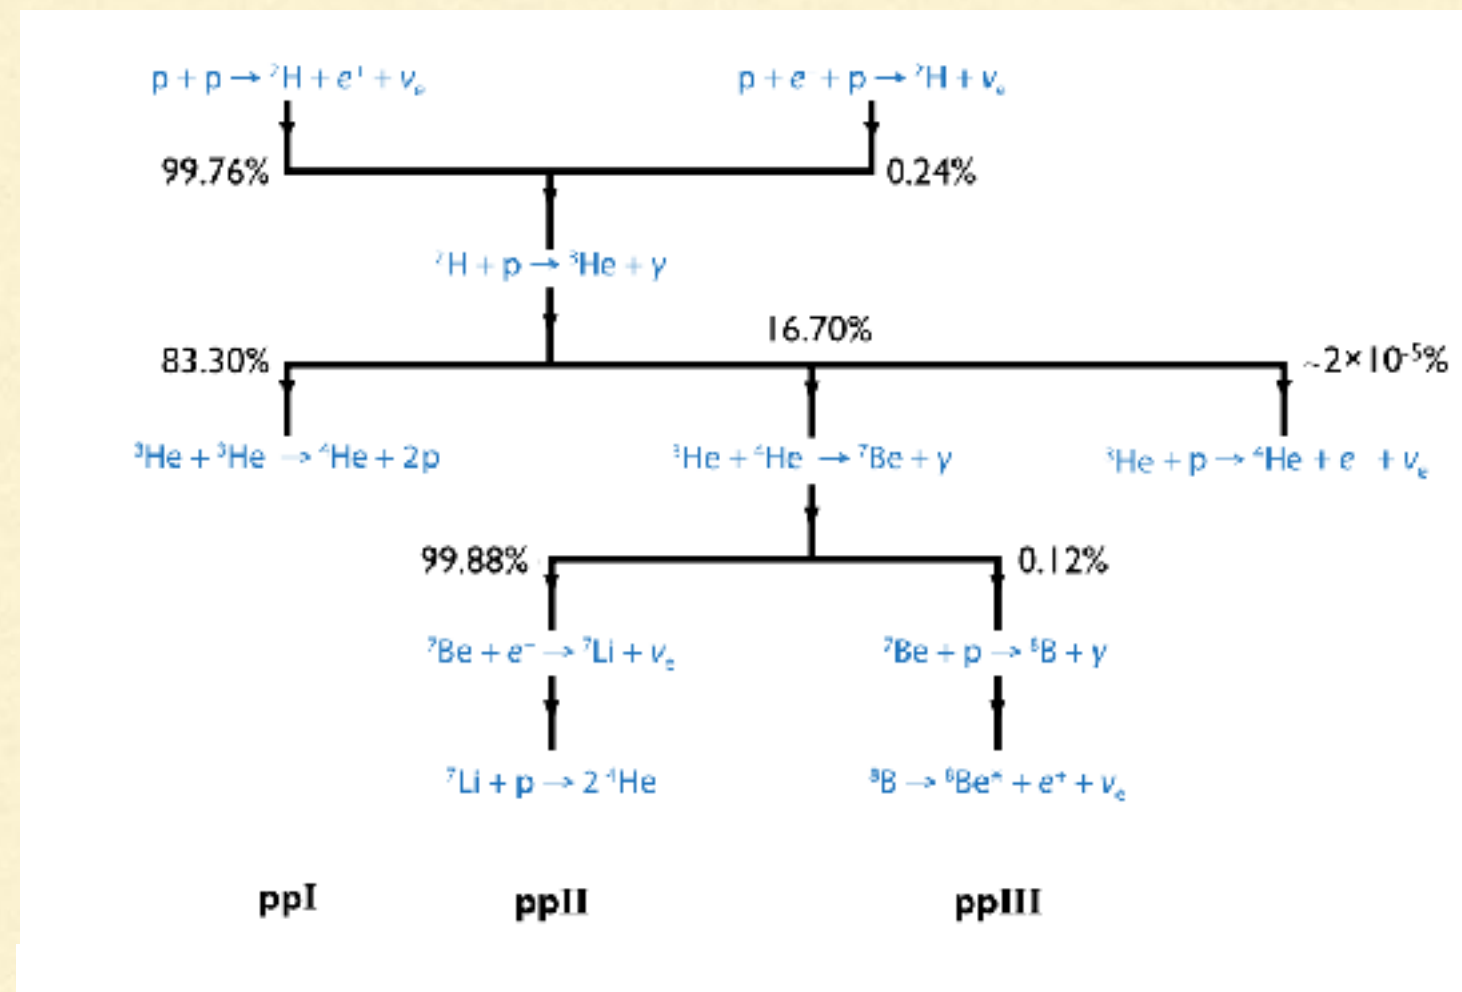 p + p → ²H + e⁺ + νₑ
p + e + p → ²H + νₑ
99.76%
0.24%
²H + p → ³He + γ
16.70%
83.30%
~2×10⁻⁵%
³He + ³He → ⁴He + 2p
³He + ⁴He → ⁷Be + γ
³He + p → ⁴He + e + νₑ
99.88%
0.12%
⁷Be + e⁻ → ⁷Li + νₑ
⁷Be + p → ⁸B + γ
⁷Li + p → 2 ⁴He
⁸B → ⁸Be* + e⁺ + νₑ
ppI
ppII
ppIII